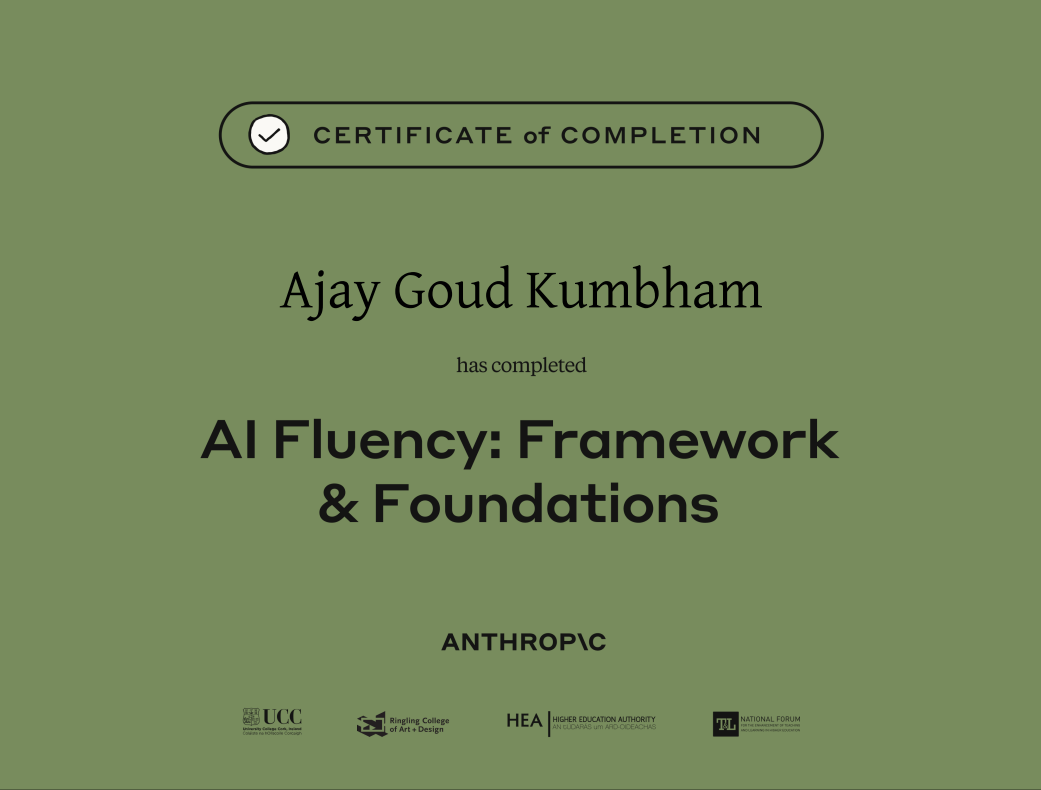 CERTIFICATE of COMPLETION
Ajay Goud Kumbham
has completed
AI Fluency: Framework
& Foundations
ANTHROP\C
UCC
University College Cork, Ireland
Coláiste na hOllscoile Corcaigh
Ringling College
of Art + Design
HEA
HIGHER EDUCATION AUTHORITY
AN tÚDARÁS um ARD-OIDEACHAS
T&L
NATIONAL FORUM